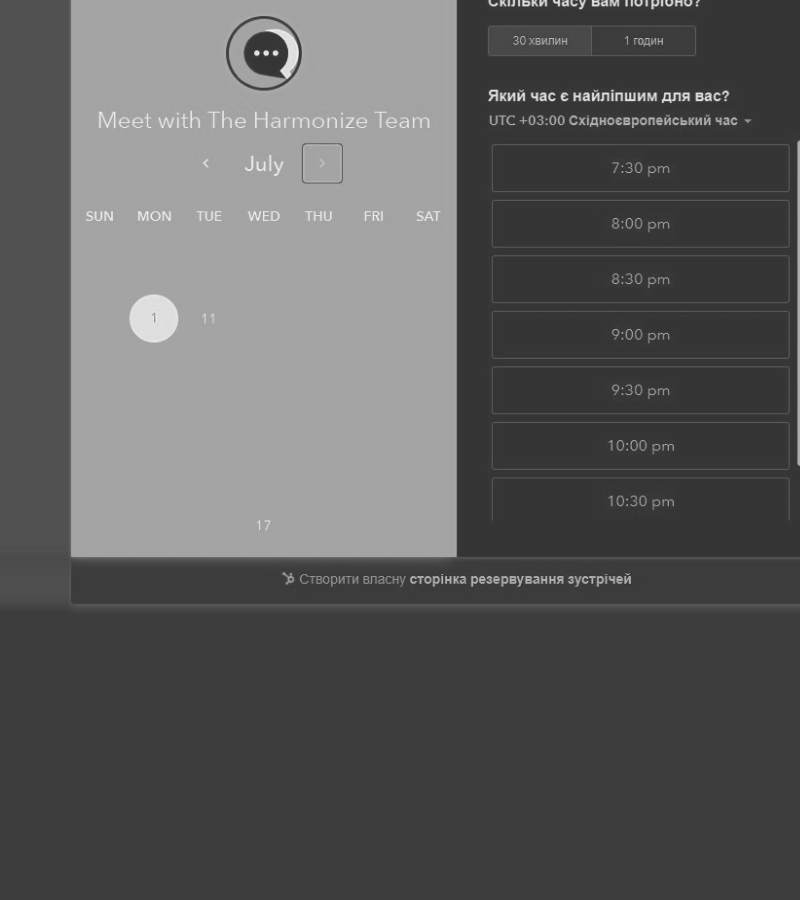 Скільки часу вам потрібно?
30 хвилин
1 годин
Meet with The Harmonize Team
July
SUN MON TUE WED THU FRI SAT
1 11
17
Який час є найліпшим для вас?
UTC +03:00 Східноєвропейський час
7:30 pm
8:00 pm
8:30 pm
9:00 pm
9:30 pm
10:00 pm
10:30 pm
Створити власну сторінка резервування зустрічей